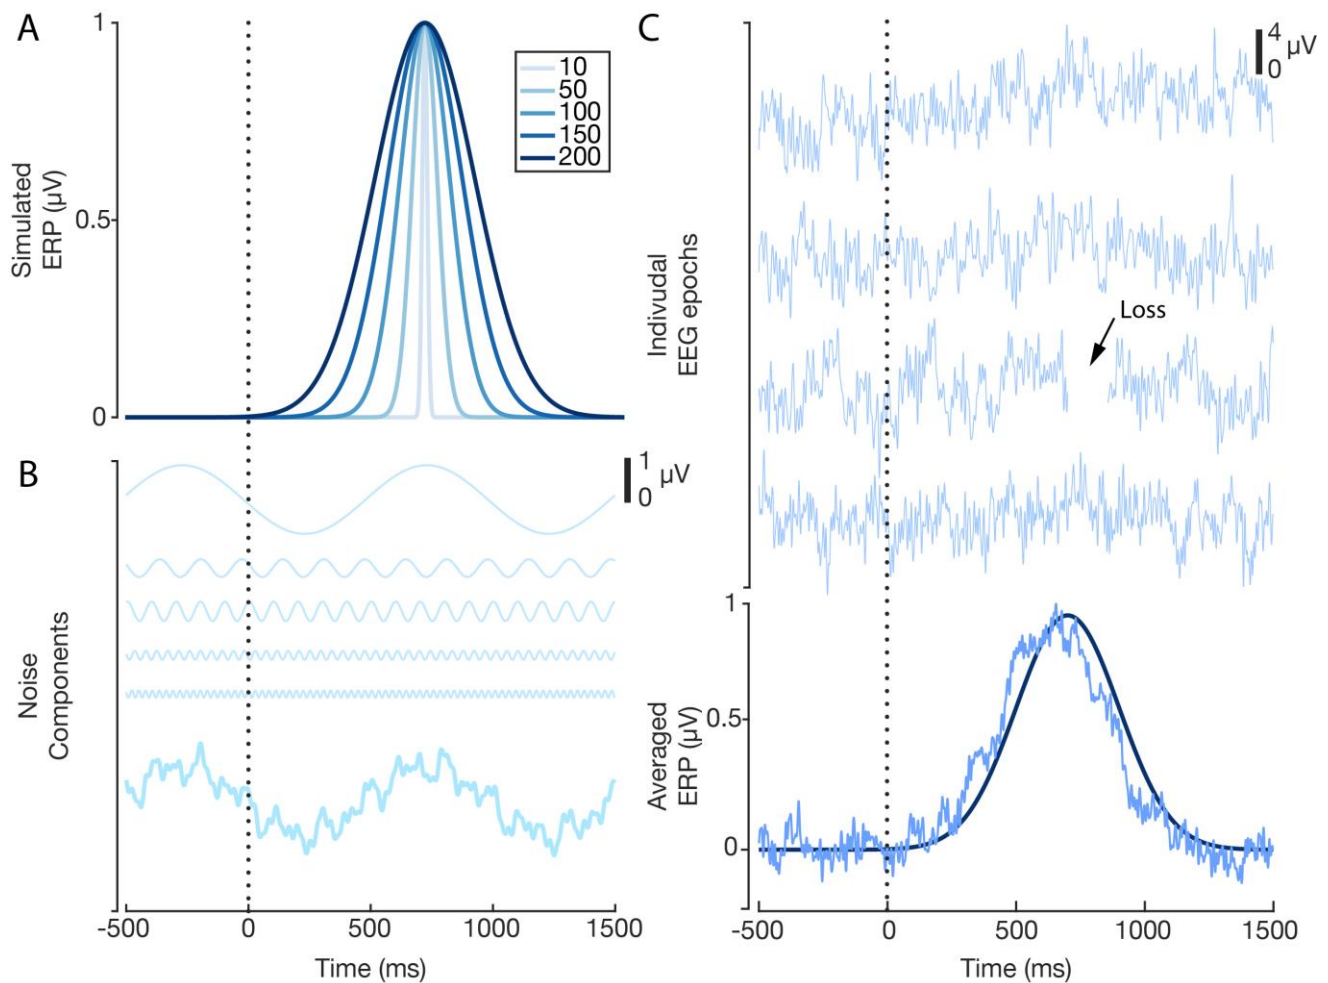 A
1
0.5
0
Simulated
ERP (µV)
10
50
100
150
200
B
1
0
µV
Noise
Components
-500
0
500
1000
1500
Time (ms)
C
4
0
µV
Indivudal
EEG epochs
Loss
1
0.5
0
Averaged
ERP (µV)
-500
0
500
1000
1500
Time (ms)